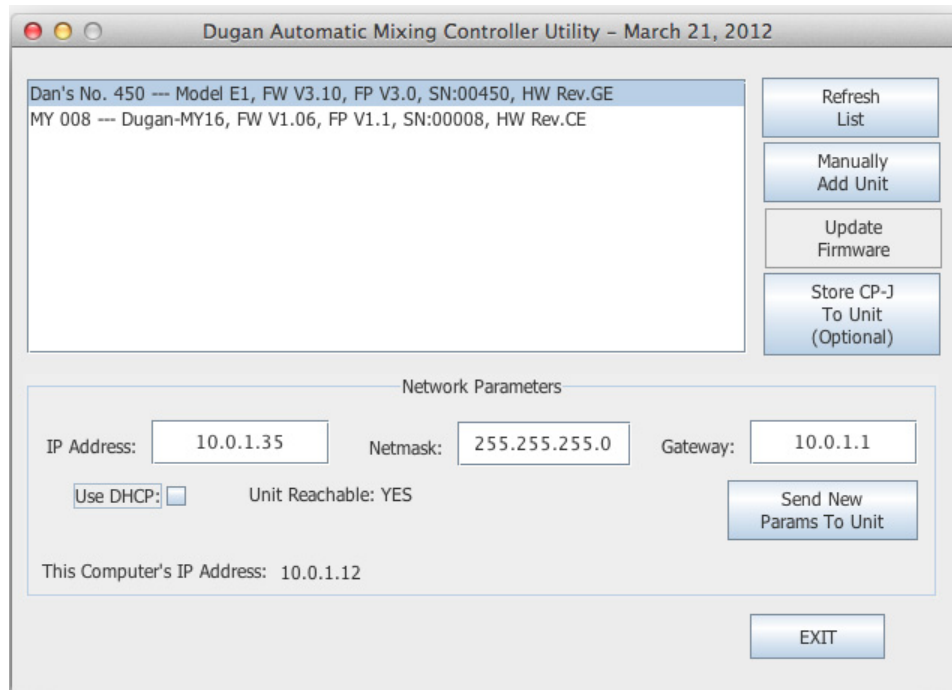 Dugan Automatic Mixing Controller Utility – March 21, 2012
Dan's No. 450 --- Model E1, FW V3.10, FP V3.0, SN:00450, HW Rev.GE
MY 008 --- Dugan-MY16, FW V1.06, FP V1.1, SN:00008, HW Rev.CE
Refresh
List
Manually
Add Unit
Update
Firmware
Store CP-J
To Unit
(Optional)
Network Parameters
IP Address: 10.0.1.35 Netmask: 255.255.255.0 Gateway: 10.0.1.1
Use DHCP: Unit Reachable: YES
Send New
Params To Unit
This Computer's IP Address: 10.0.1.12
EXIT